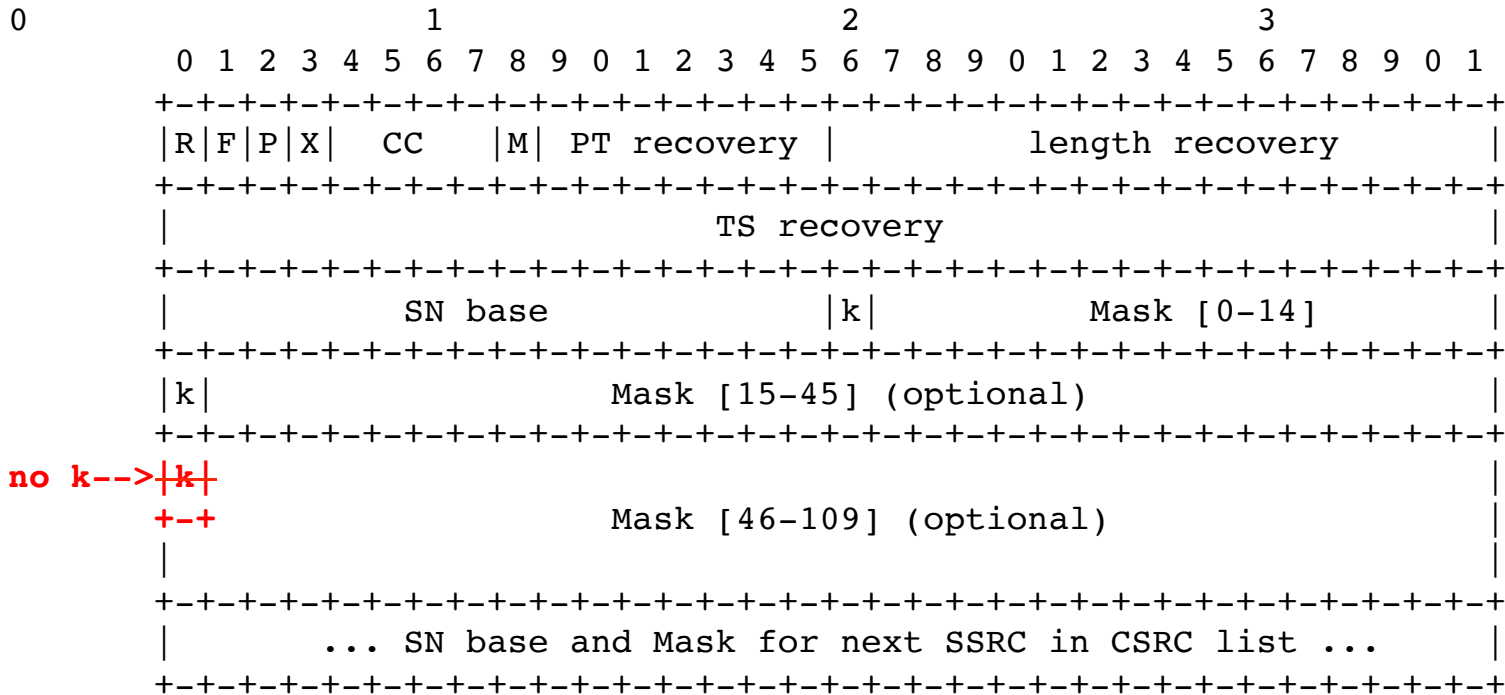 0                   1                   2                   3
 0 1 2 3 4 5 6 7 8 9 0 1 2 3 4 5 6 7 8 9 0 1 2 3 4 5 6 7 8 9 0 1
+-+-+-+-+-+-+-+-+-+-+-+-+-+-+-+-+-+-+-+-+-+-+-+-+-+-+-+-+-+-+-+-+
|R|F|P|X|  CC   |M| PT recovery |         length recovery       |
+-+-+-+-+-+-+-+-+-+-+-+-+-+-+-+-+-+-+-+-+-+-+-+-+-+-+-+-+-+-+-+-+
|                          TS recovery                          |
+-+-+-+-+-+-+-+-+-+-+-+-+-+-+-+-+-+-+-+-+-+-+-+-+-+-+-+-+-+-+-+-+
|           SN base             |k|          Mask [0-14]        |
+-+-+-+-+-+-+-+-+-+-+-+-+-+-+-+-+-+-+-+-+-+-+-+-+-+-+-+-+-+-+-+-+
|k|                   Mask [15-45] (optional)                   |
+-+-+-+-+-+-+-+-+-+-+-+-+-+-+-+-+-+-+-+-+-+-+-+-+-+-+-+-+-+-+-+-+
no k-->|k|                                                             |
+-+                   Mask [46-109] (optional)                  |
|                                                               |
+-+-+-+-+-+-+-+-+-+-+-+-+-+-+-+-+-+-+-+-+-+-+-+-+-+-+-+-+-+-+-+-+
|       ... SN base and Mask for next SSRC in CSRC list ...     |
+-+-+-+-+-+-+-+-+-+-+-+-+-+-+-+-+-+-+-+-+-+-+-+-+-+-+-+-+-+-+-+-+